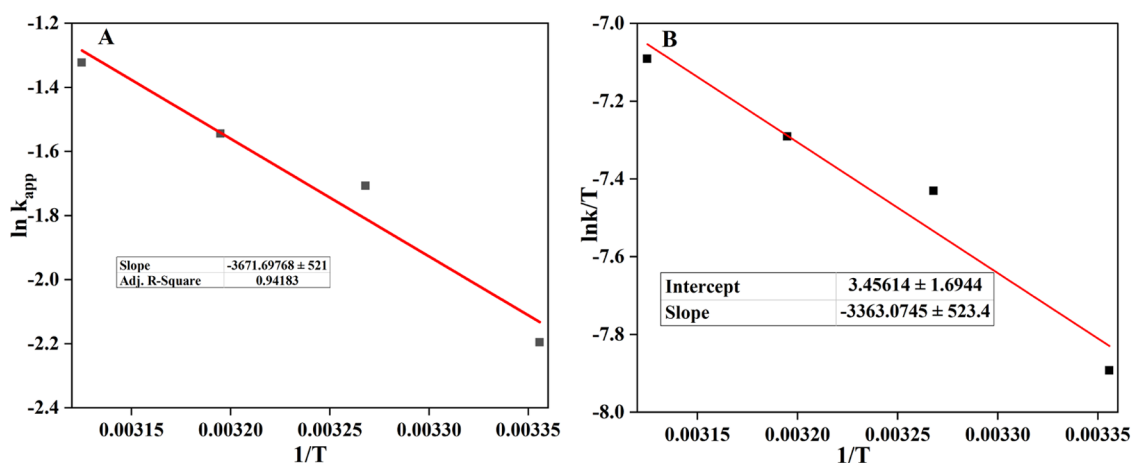 A
-1.2
-1.4
-1.6
-1.8
-2.0
-2.2
-2.4
ln kapp
Slope -3671.69768 ± 521
Adj. R-Square 0.94183
0.00315 0.00320 0.00325 0.00330 0.00335
1/T
B
-7.0
-7.2
-7.4
-7.6
-7.8
-8.0
lnk/T
Intercept 3.45614 ± 1.6944
Slope -3363.0745 ± 523.4
0.00315 0.00320 0.00325 0.00330 0.00335
1/T